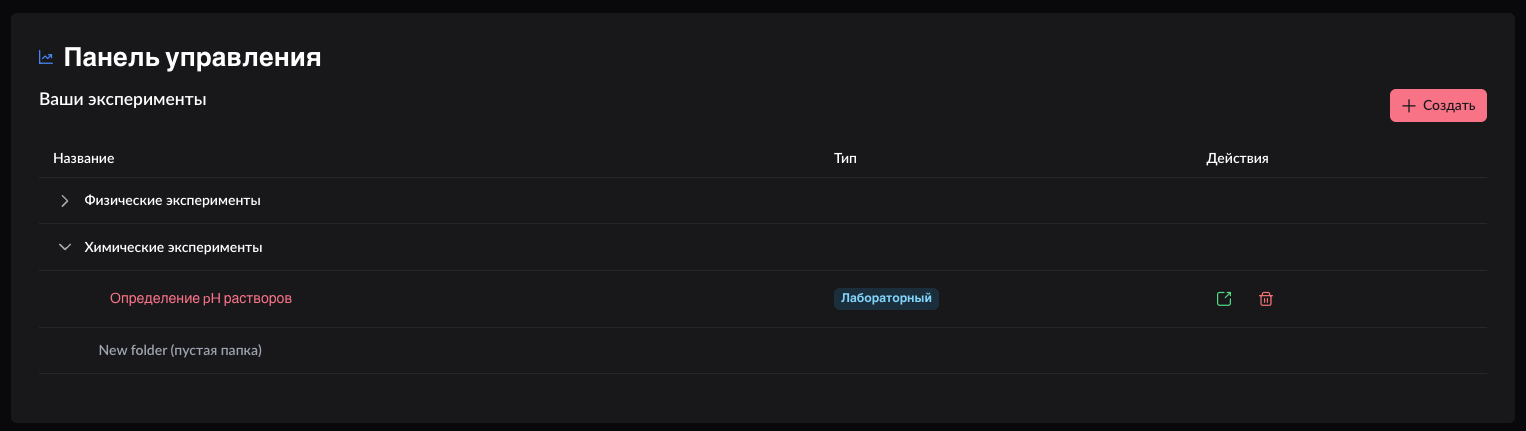 Панель управления
Ваши эксперименты
Создать
Название Тип Действия
Физические эксперименты
Химические эксперименты
Определение pH растворов Лабораторный
New folder (пустая папка)